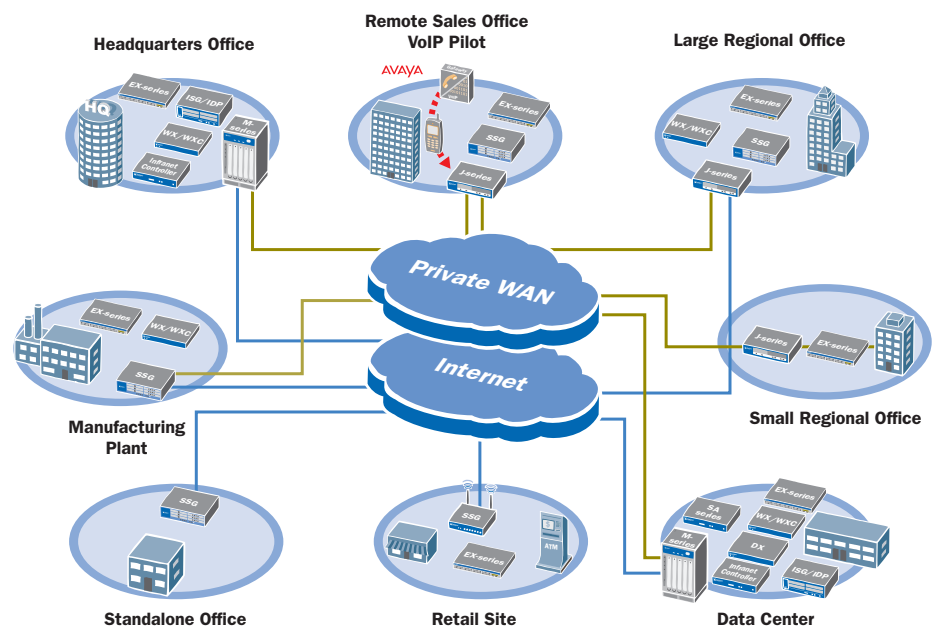 Headquarters Office
Remote Sales Office
VoIP Pilot
Large Regional Office
AVAYA
EX-series
ISG/IDP
HQ
M-
series
WX/WXC
Infranet
Controller
EX-series
SSG
J-series
EX-series
WX/WXC
SSG
J-series
Private WAN
EX-series
WX/WXC
SSG
Internet
J-series
EX-series
Manufacturing
Plant
Small Regional Office
SSG
SSG
EX-series
ATM
EX-series
SA
series
WX/WXC
M-
series
DX
Infranet
Controller
ISG/IDP
Standalone Office
Retail Site
Data Center